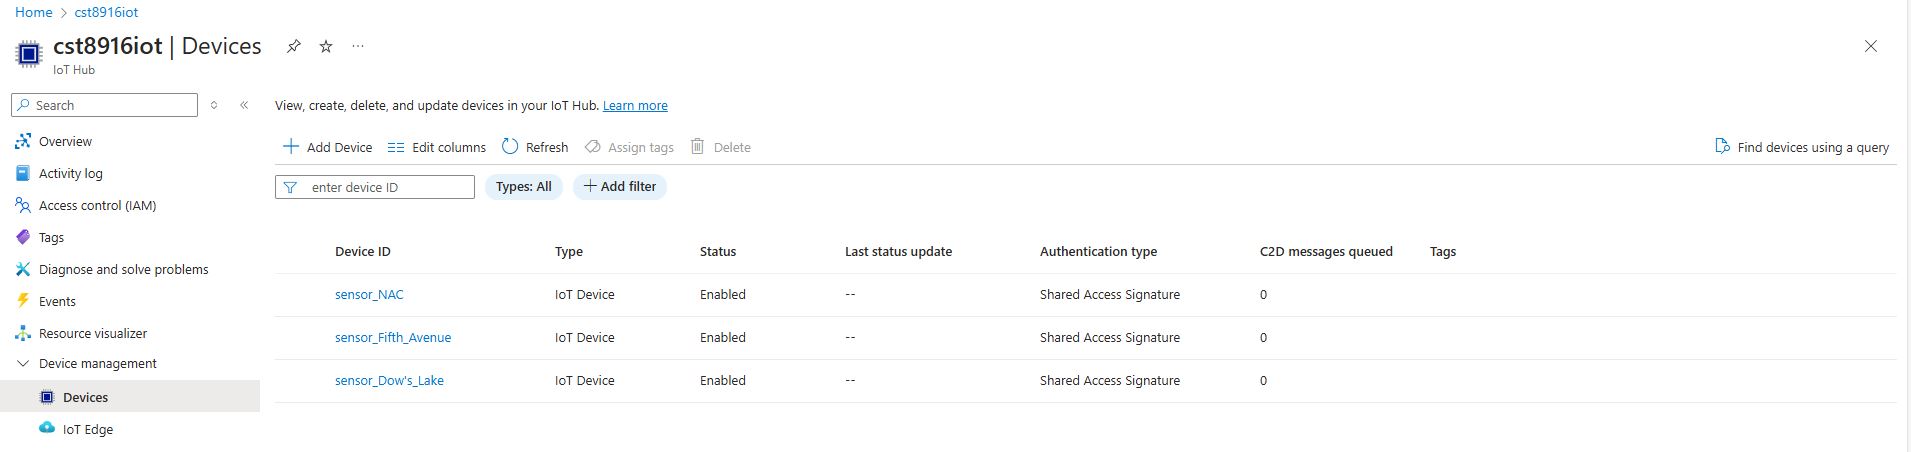 Home > cst8916iot
cst8916iot | Devices
IoT Hub
Search
Overview
Activity log
Access control (IAM)
Tags
Diagnose and solve problems
Events
Resource visualizer
Device management
Devices
IoT Edge
View, create, delete, and update devices in your IoT Hub. Learn more
Add Device Edit columns Refresh Assign tags Delete Find devices using a query
enter device ID Types: All Add filter
Device ID Type Status Last status update Authentication type C2D messages queued Tags
sensor_NAC IoT Device Enabled -- Shared Access Signature 0
sensor_Fifth_Avenue IoT Device Enabled -- Shared Access Signature 0
sensor_Dow's_Lake IoT Device Enabled -- Shared Access Signature 0